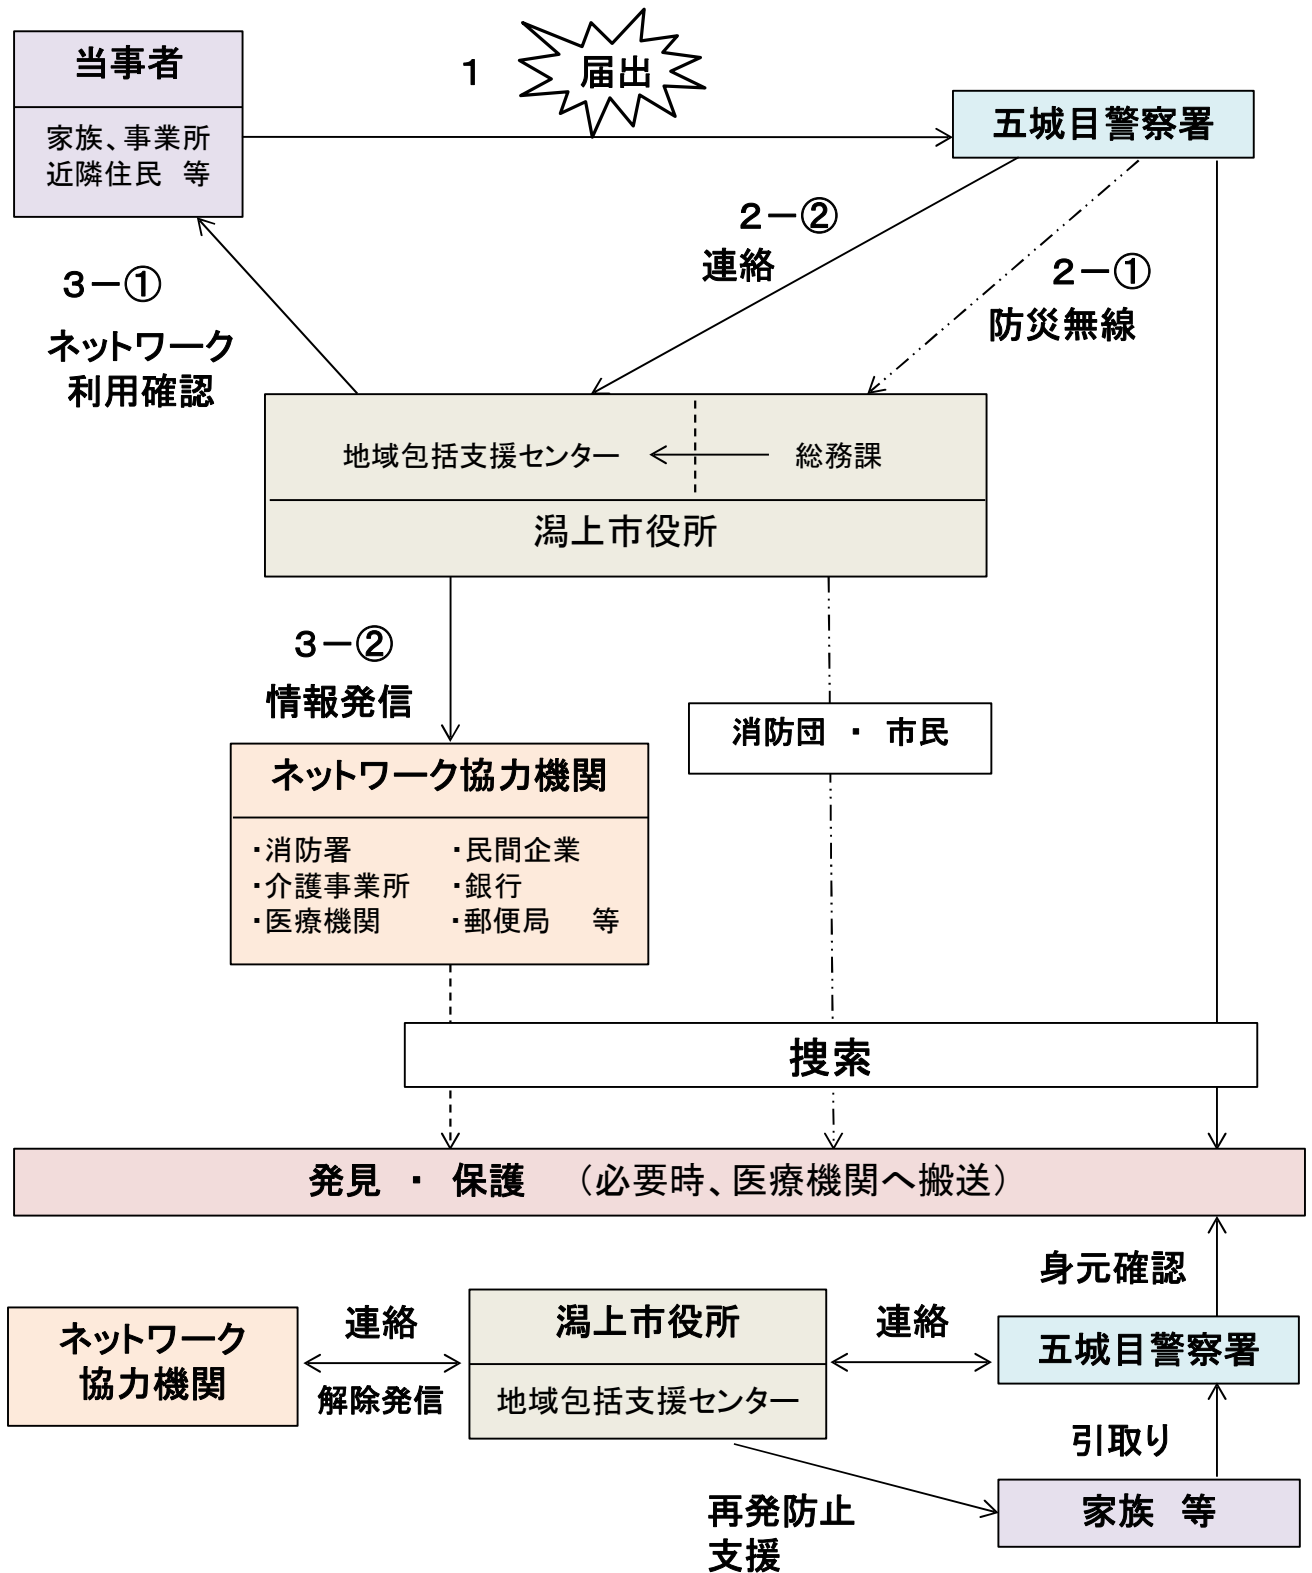 当事者
家族、事業所
近隣住民　等
1
届出
五城目警察署
2－②
連絡
2－①
防災無線
3－①
ネットワーク
利用確認
地域包括支援センター
総務課
潟上市役所
3－②
情報発信
消防団　・　市民
ネットワーク協力機関
・消防署
・民間企業
・介護事業所
・銀行
・医療機関
・郵便局　等
捜索
発見　・　保護　（必要時、医療機関へ搬送）
身元確認
ネットワーク
協力機関
連絡
解除発信
潟上市役所
地域包括支援センター
連絡
五城目警察署
引取り
再発防止
支援
家族　等